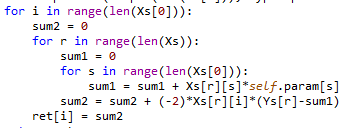 for i in range(len(Xs[0])):
    sum2 = 0
    for r in range(len(Xs)):
        sum1 = 0
        for s in range(len(Xs[0])):
            sum1 = sum1 + Xs[r][s]*self.param[s]
        sum2 = sum2 + (-2)*Xs[r][i]*(Ys[r]-sum1)
    ret[i] = sum2